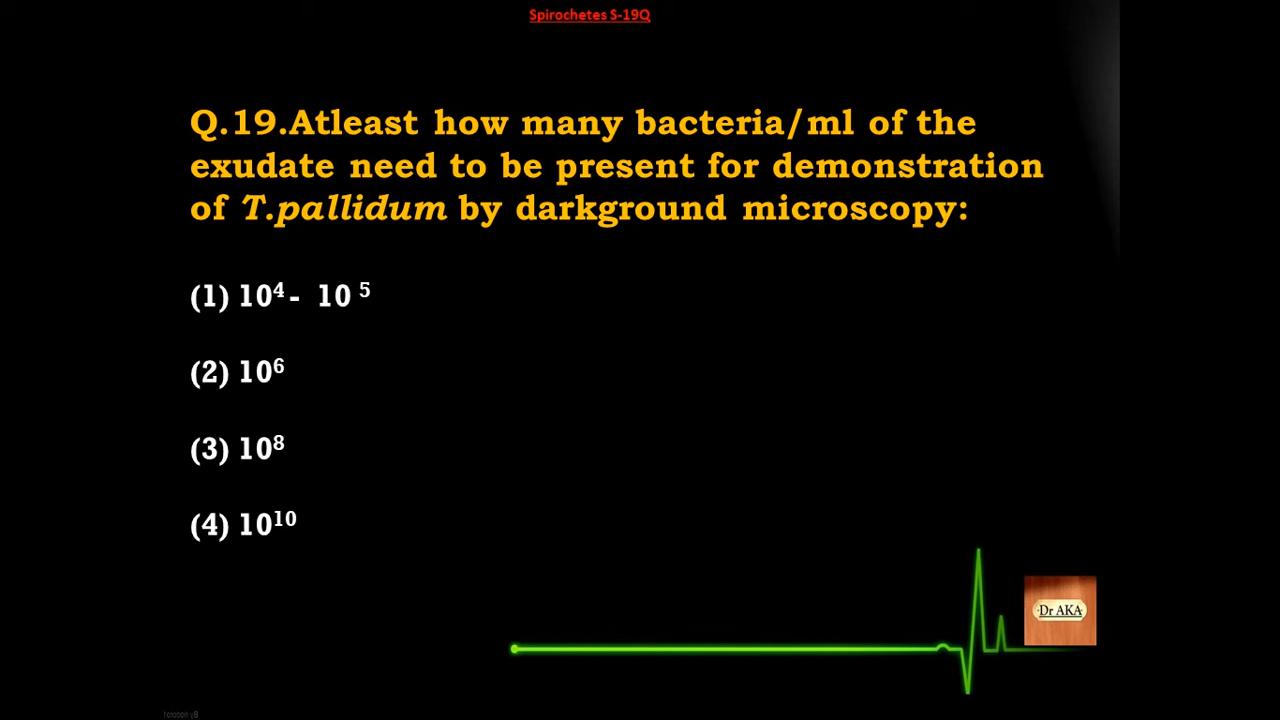 Spirochetes S-19Q
Q.19.Atleast how many bacteria/ml of the
exudate need to be present for demonstration
of T.pallidum by darkground microscopy:
(1) 10⁴ - 10 ⁵
(2) 10⁶
(3) 10⁸
(4) 10¹⁰
Dr AKA